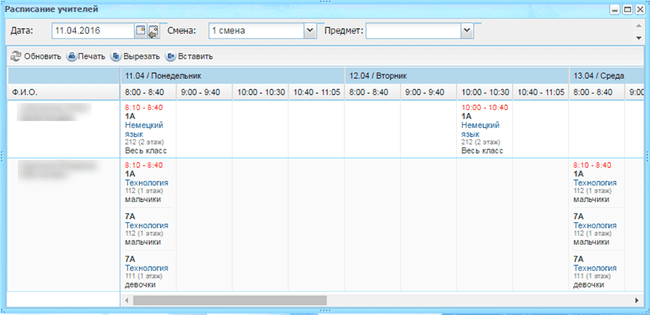 Расписание учителей
Дата: 11.04.2016 Смена: 1 смена Предмет:
Обновить Печать Вырезать Вставить
11.04 / Понедельник 12.04 / Вторник 13.04 / Среда
Ф.И.О. 8:00 - 8:40 9:00 - 9:40 10:00 - 10:30 10:40 - 11:05 8:00 - 8:40 9:00 - 9:40 10:00 - 10:30 10:40 - 11:05 8:00 - 8:40 9:00
8:10 - 8:40 10:00 - 10:40
1А 1А
Немецкий Немецкий
язык язык
212 (2 этаж) 212 (2 этаж)
Весь класс Весь класс
8:10 - 8:40 8:10 - 8:40
1А 1А
Технология Технология
112 (1 этаж) 112 (1 этаж)
мальчики мальчики
7А 7А
Технология Технология
112 (1 этаж) 112 (1 этаж)
мальчики мальчики
7А 7А
Технология Технология
111 (1 этаж) 111 (1 этаж)
девочки девочки